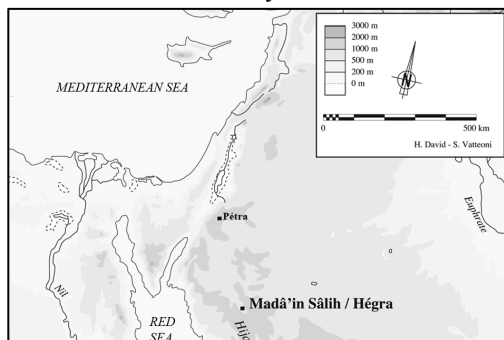 MEDITERRANEAN SEA
3000 m
2000 m
1000 m
500 m
200 m
0 m
N
0
500 km
H. David - S. Vatteoni
Pétra
Euphrate
Nil
Madâ'in Sâlih / Hégra
RED
SEA